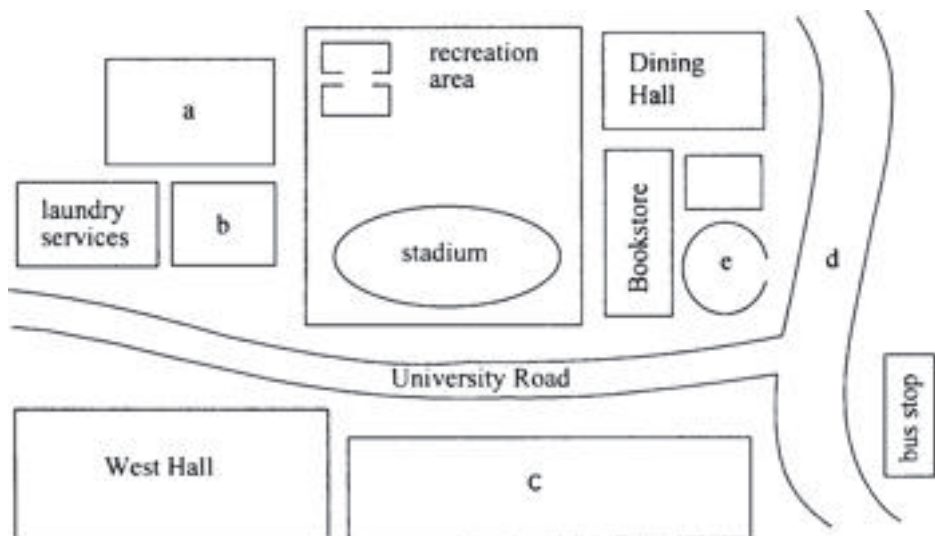 recreation
area
Dining
Hall
a
laundry
services
b
stadium
Bookstore
e
d
University Road
bus stop
West Hall
C